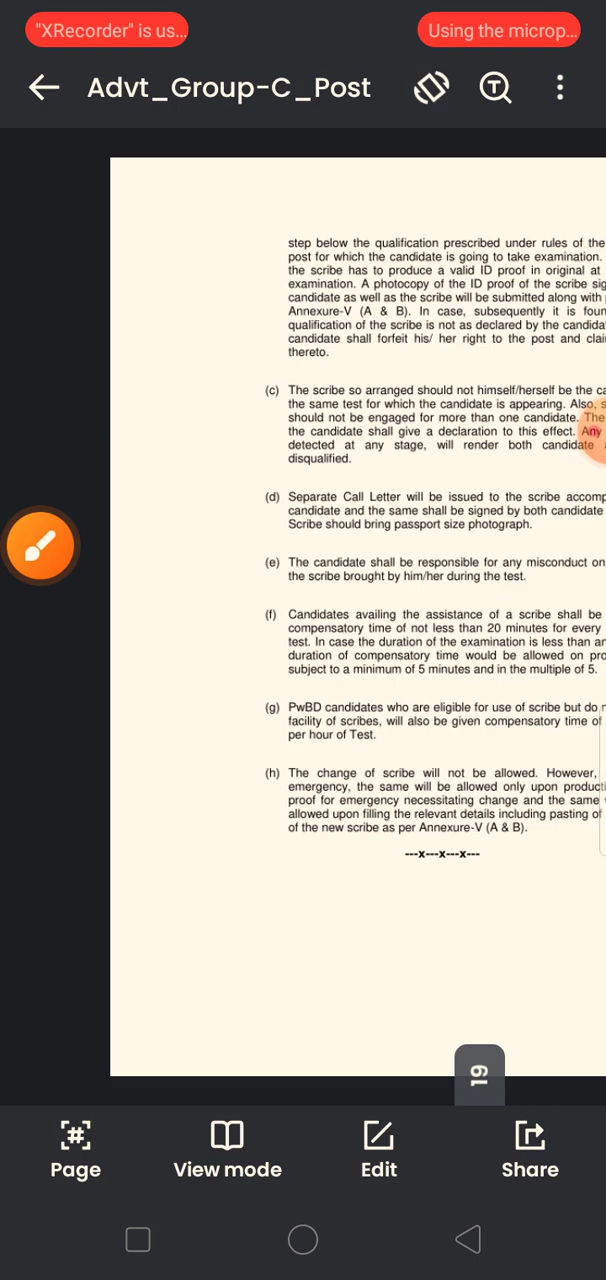 "XRecorder" is us...
Using the microp...
Advt_Group-C_Post
step below the qualification prescribed under rules of the
post for which the candidate is going to take examination.
the scribe has to produce a valid ID proof in original at
examination. A photocopy of the ID proof of the scribe sig
candidate as well as the scribe will be submitted along with
Annexure-V (A & B). In case, subsequently it is foun
qualification of the scribe is not as declared by the candida
candidate shall forfeit his/ her right to the post and clai
thereto.
(c) The scribe so arranged should not himself/herself be the ca
the same test for which the candidate is appearing. Also, s
should not be engaged for more than one candidate. The
the candidate shall give a declaration to this effect. Any
detected at any stage, will render both candidate
disqualified.
(d) Separate Call Letter will be issued to the scribe accomp
candidate and the same shall be signed by both candidate
Scribe should bring passport size photograph.
(e) The candidate shall be responsible for any misconduct on
the scribe brought by him/her during the test.
(f) Candidates availing the assistance of a scribe shall be
compensatory time of not less than 20 minutes for every
test. In case the duration of the examination is less than an
duration of compensatory time would be allowed on pro
subject to a minimum of 5 minutes and in the multiple of 5.
(g) PwBD candidates who are eligible for use of scribe but do n
facility of scribes, will also be given compensatory time of
per hour of Test.
(h) The change of scribe will not be allowed. However,
emergency, the same will be allowed only upon producti
proof for emergency necessitating change and the same
allowed upon filling the relevant details including pasting of
of the new scribe as per Annexure-V (A & B).
---x---x---x---
19
Page
View mode
Edit
Share